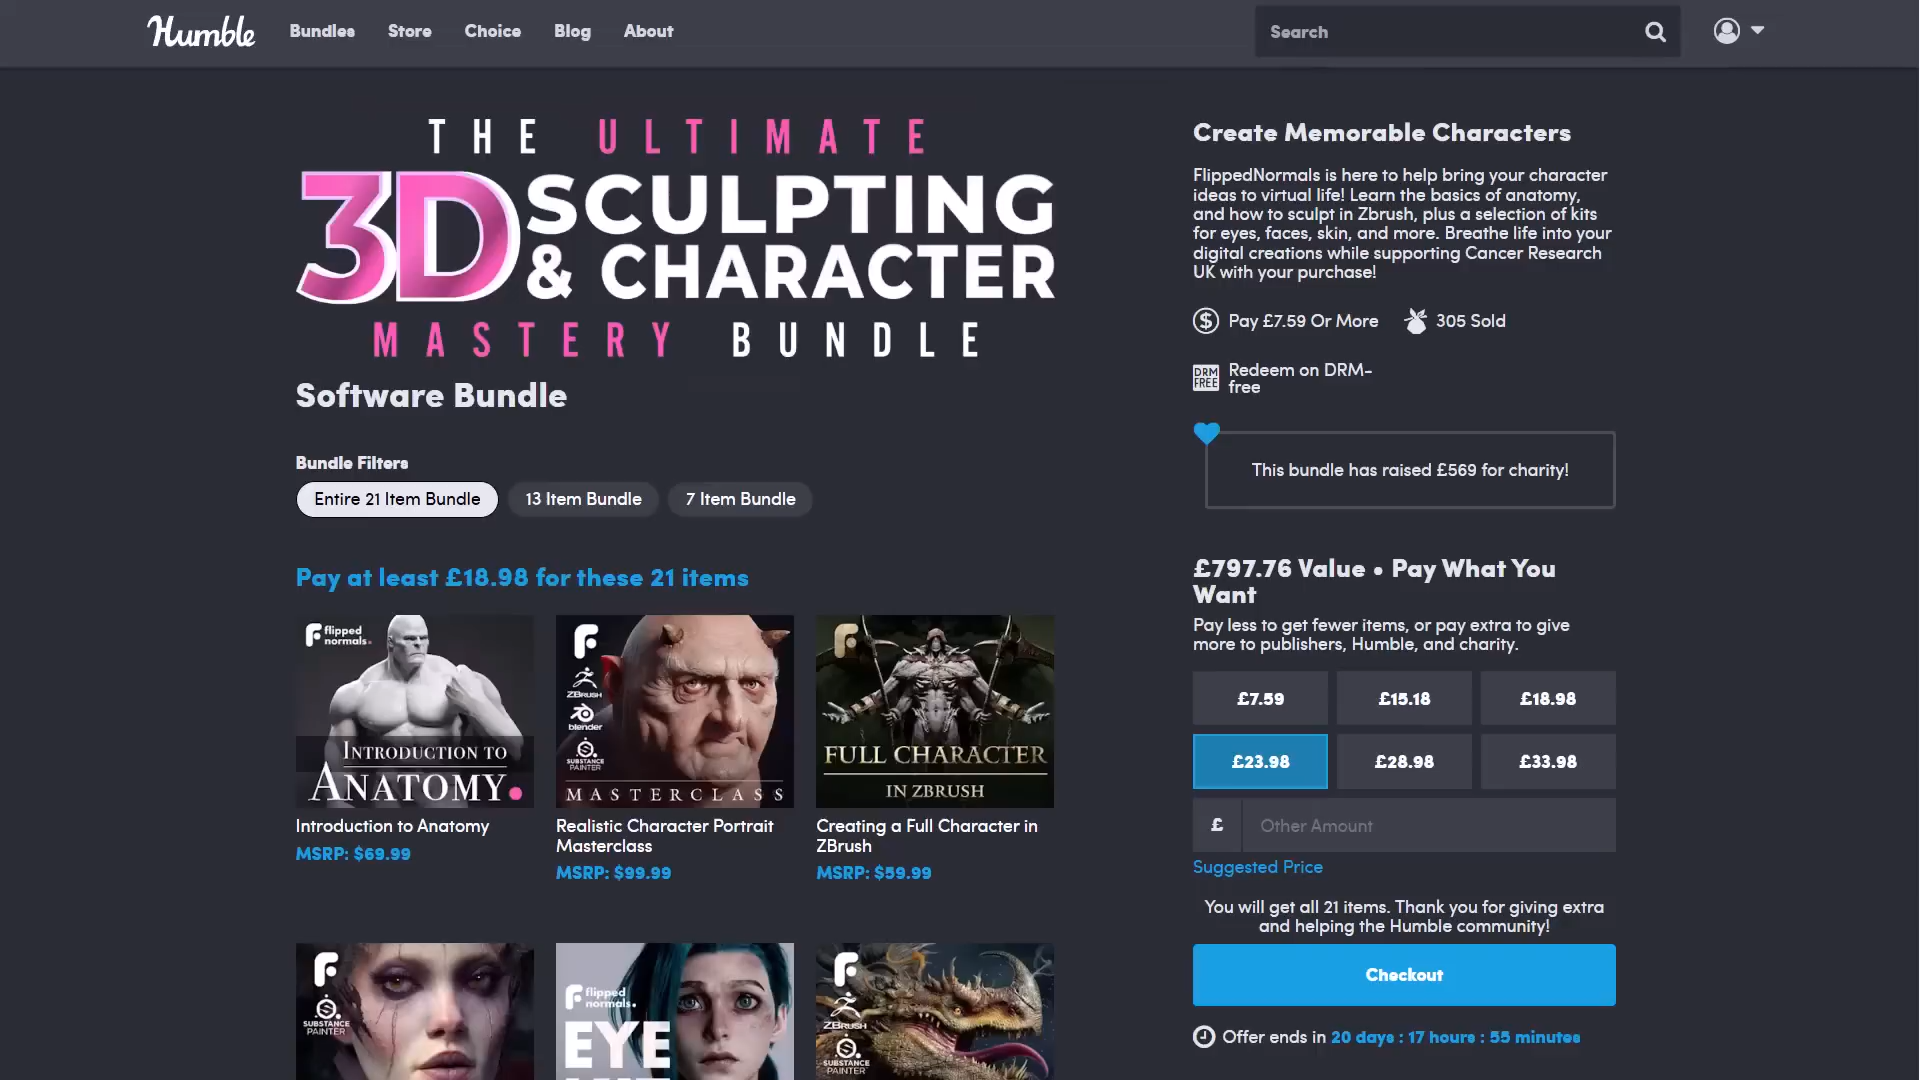 Humble
Bundles
Store
Choice
Blog
About
Search
THE ULTIMATE
3D SCULPTING
& CHARACTER
MASTERY BUNDLE
Software Bundle
Bundle Filters
Entire 21 Item Bundle
13 Item Bundle
7 Item Bundle
Pay at least £18.98 for these 21 items
flipped
normals.
INTRODUCTION TO
ANATOMY.
Introduction to Anatomy
MSRP: $69.99
ZBRUSH
blender
SUBSTANCE
PAINTER
MASTERCLASS
Realistic Character Portrait
Masterclass
MSRP: $99.99
FULL CHARACTER
IN ZBRUSH
Creating a Full Character in
ZBrush
MSRP: $59.99
SUBSTANCE
PAINTER
flipped
normals.
EYE
ZBRUSH
SUBSTANCE
PAINTER
Create Memorable Characters
FlippedNormals is here to help bring your character
ideas to virtual life! Learn the basics of anatomy,
and how to sculpt in Zbrush, plus a selection of kits
for eyes, faces, skin, and more. Breathe life into your
digital creations while supporting Cancer Research
UK with your purchase!
$ Pay £7.59 Or More
305 Sold
DRM
FREE
Redeem on DRM-
free
This bundle has raised £569 for charity!
£797.76 Value • Pay What You
Want
Pay less to get fewer items, or pay extra to give
more to publishers, Humble, and charity.
£7.59
£15.18
£18.98
£23.98
£28.98
£33.98
£ Other Amount
Suggested Price
You will get all 21 items. Thank you for giving extra
and helping the Humble community!
Checkout
Offer ends in 20 days : 17 hours : 55 minutes